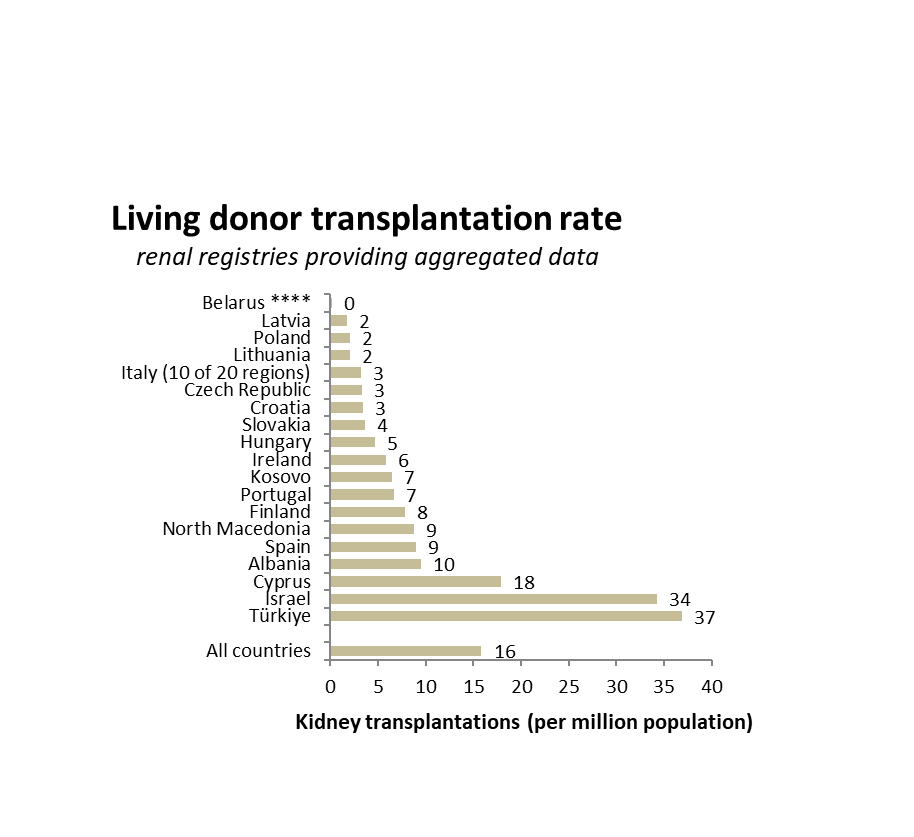 Living donor transplantation rate
renal registries providing aggregated data
Belarus **** 0
Latvia 2
Poland 2
Lithuania 2
Italy (10 of 20 regions) 3
Czech Republic 3
Croatia 3
Slovakia 4
Hungary 5
Ireland 6
Kosovo 7
Portugal 7
Finland 8
North Macedonia 9
Spain 9
Albania 10
Cyprus 18
Israel 34
Türkiye 37
All countries 16
0 5 10 15 20 25 30 35 40
Kidney transplantations (per million population)